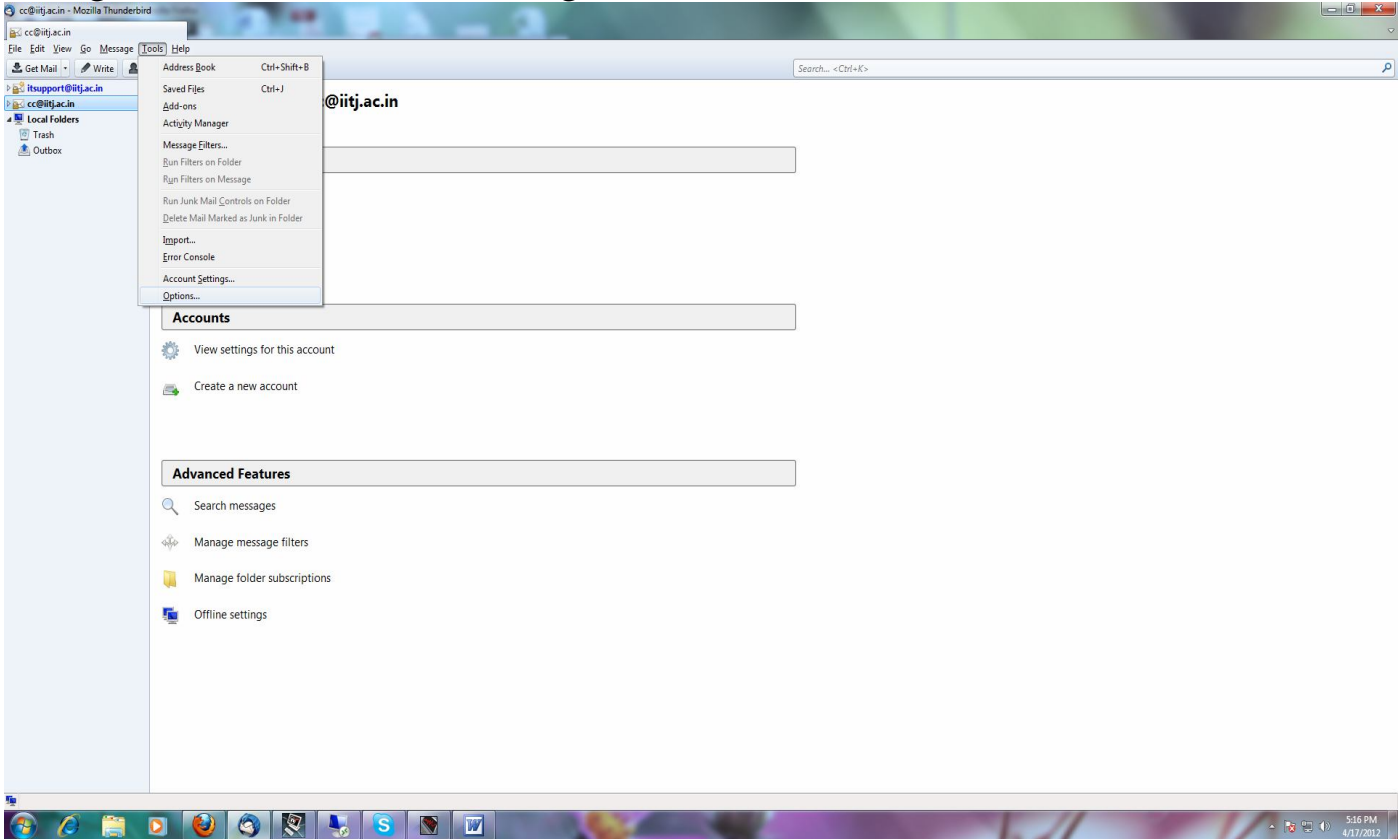 cc@iitj.ac.in - Mozilla Thunderbird
cc@iitj.ac.in
File Edit View Go Message Tools Help
Get Mail Write
Search... <Ctrl+K>
Address Book Ctrl+Shift+B
Saved Files Ctrl+J
Add-ons
Activity Manager
Message Filters...
Run Filters on Folder
Run Filters on Message
Run Junk Mail Controls on Folder
Delete Mail Marked as Junk in Folder
Import...
Error Console
Account Settings...
Options...
itsupport@iitj.ac.in
cc@iitj.ac.in
Local Folders
Trash
Outbox
@iitj.ac.in
Accounts
View settings for this account
Create a new account
Advanced Features
Search messages
Manage message filters
Manage folder subscriptions
Offline settings
5:16 PM
4/17/2012